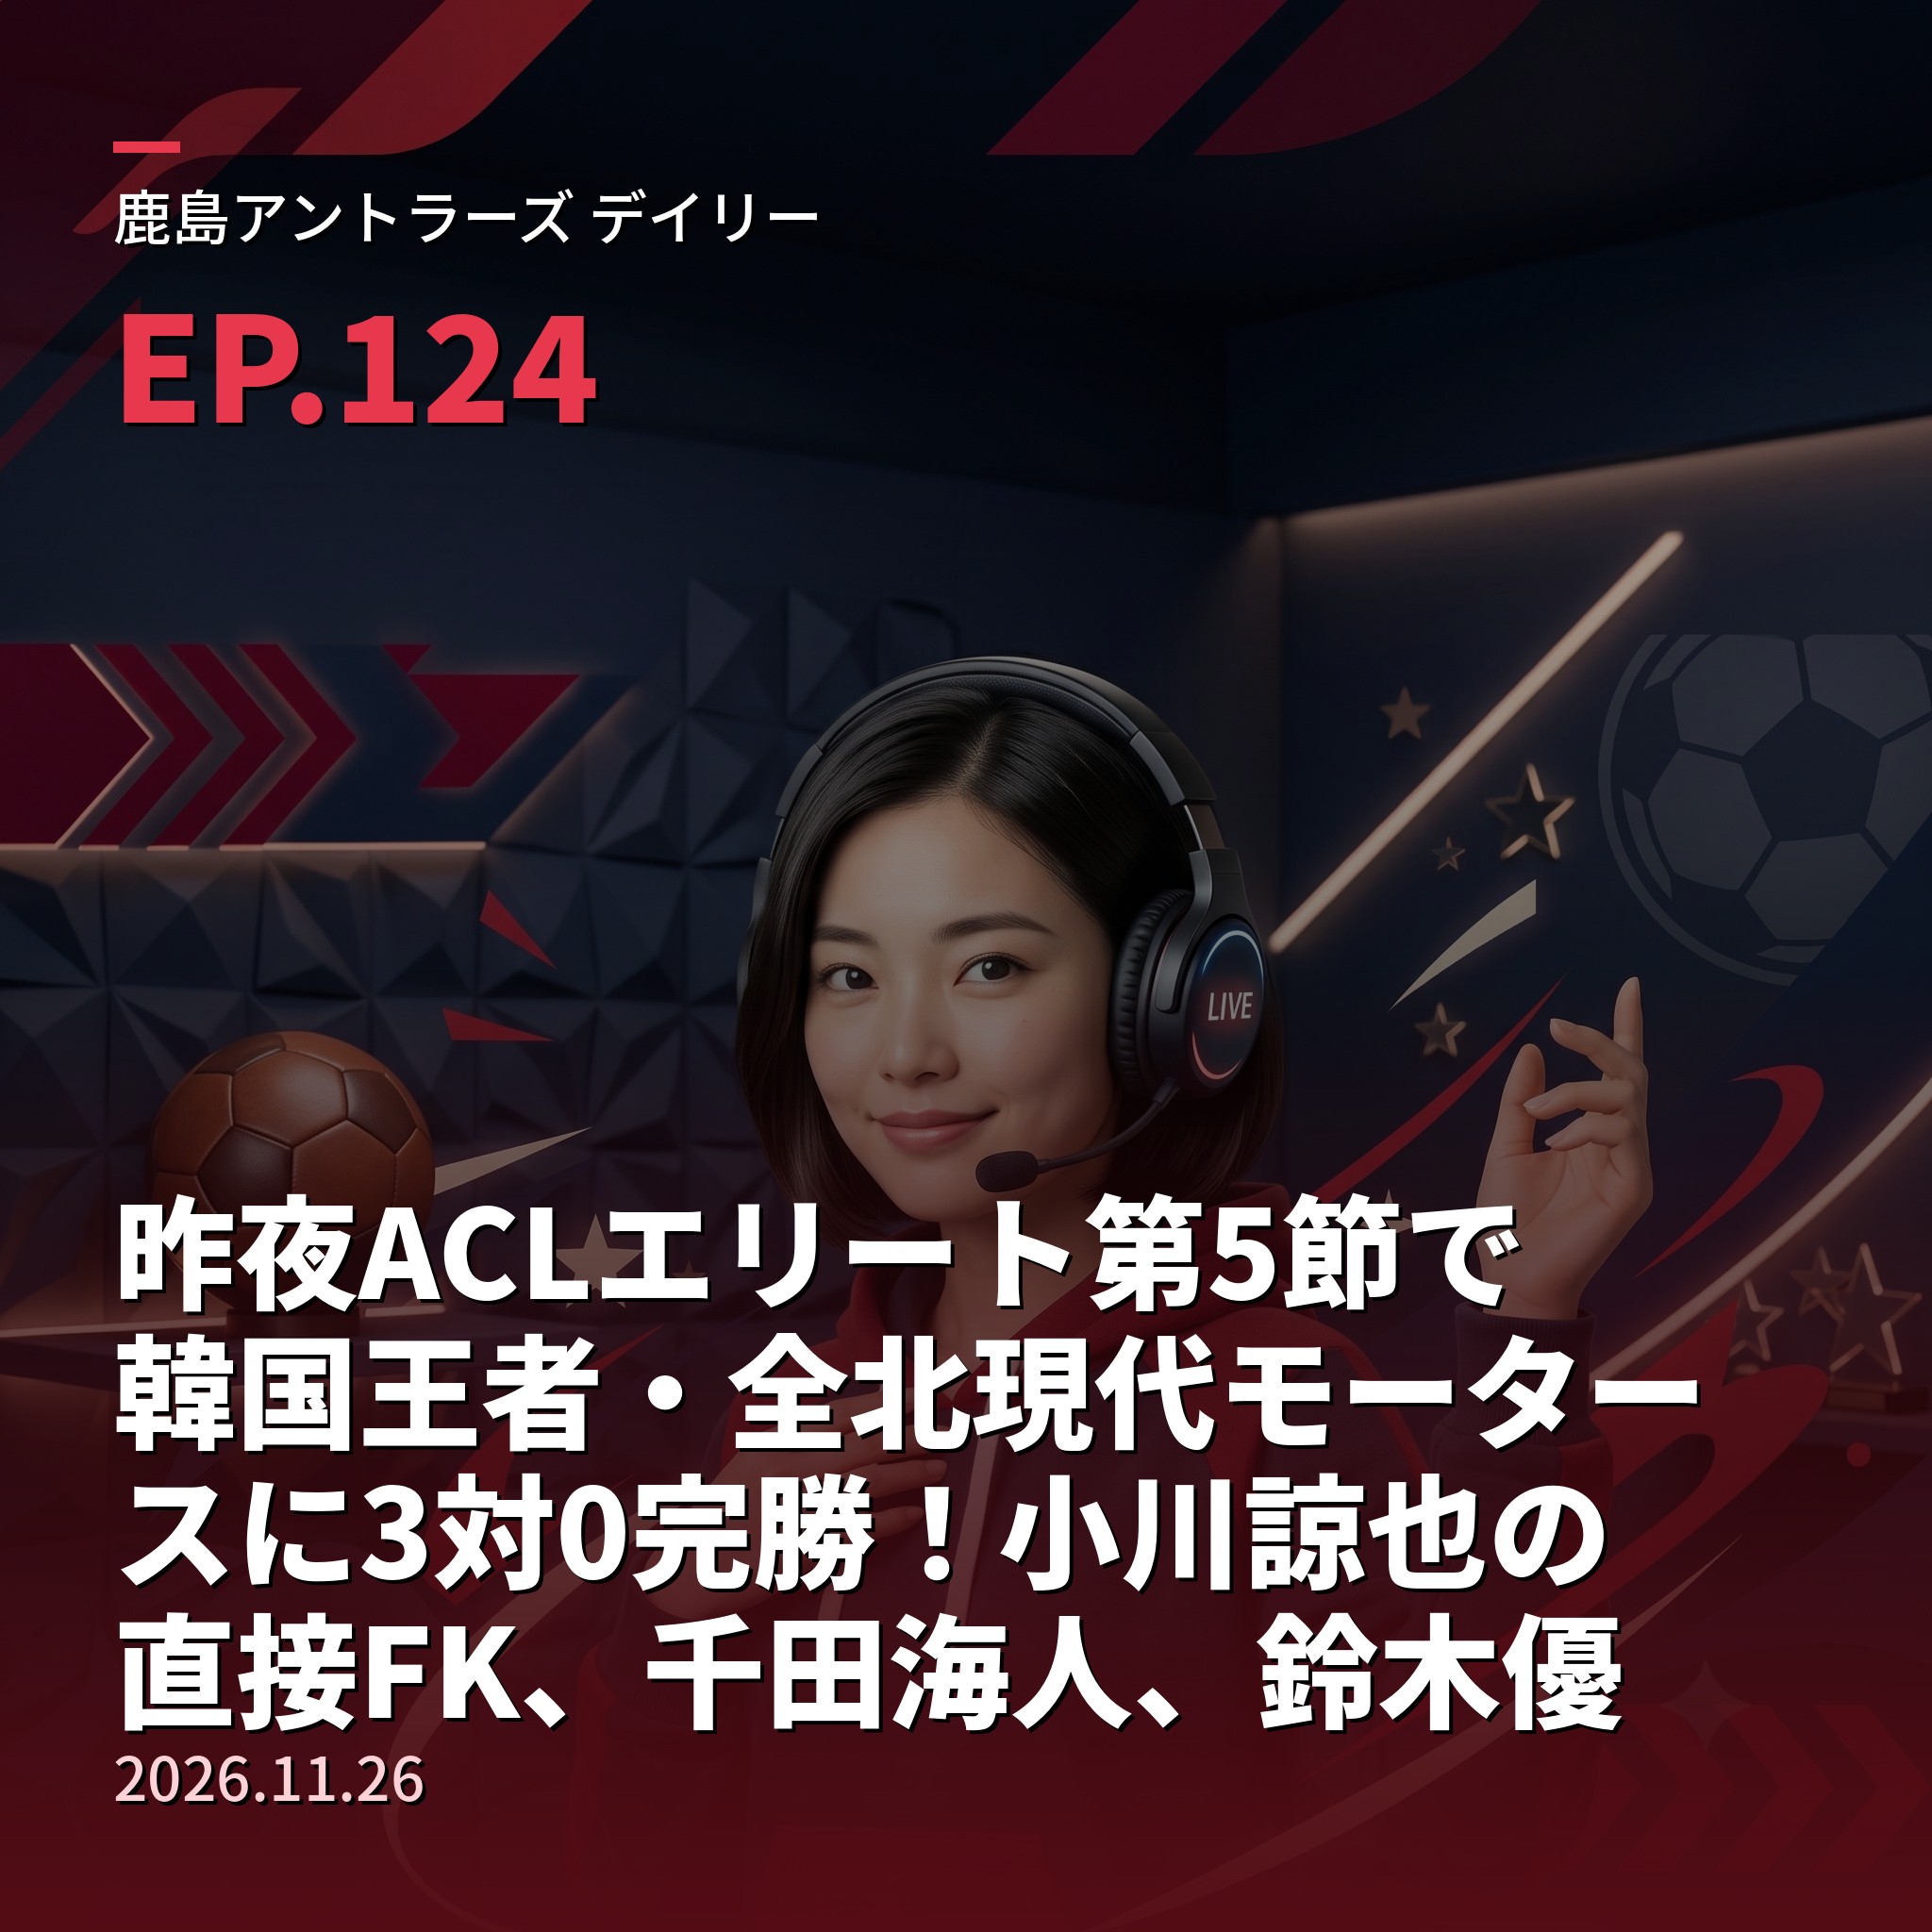 鹿島アントラーズ デイリー
EP.124
LIVE
昨夜ACLエリート第5節で
韓国王者・全北現代モーター
スに3対0完勝！小川諒也の
直接FK、千田海人、鈴木優
2026.11.26